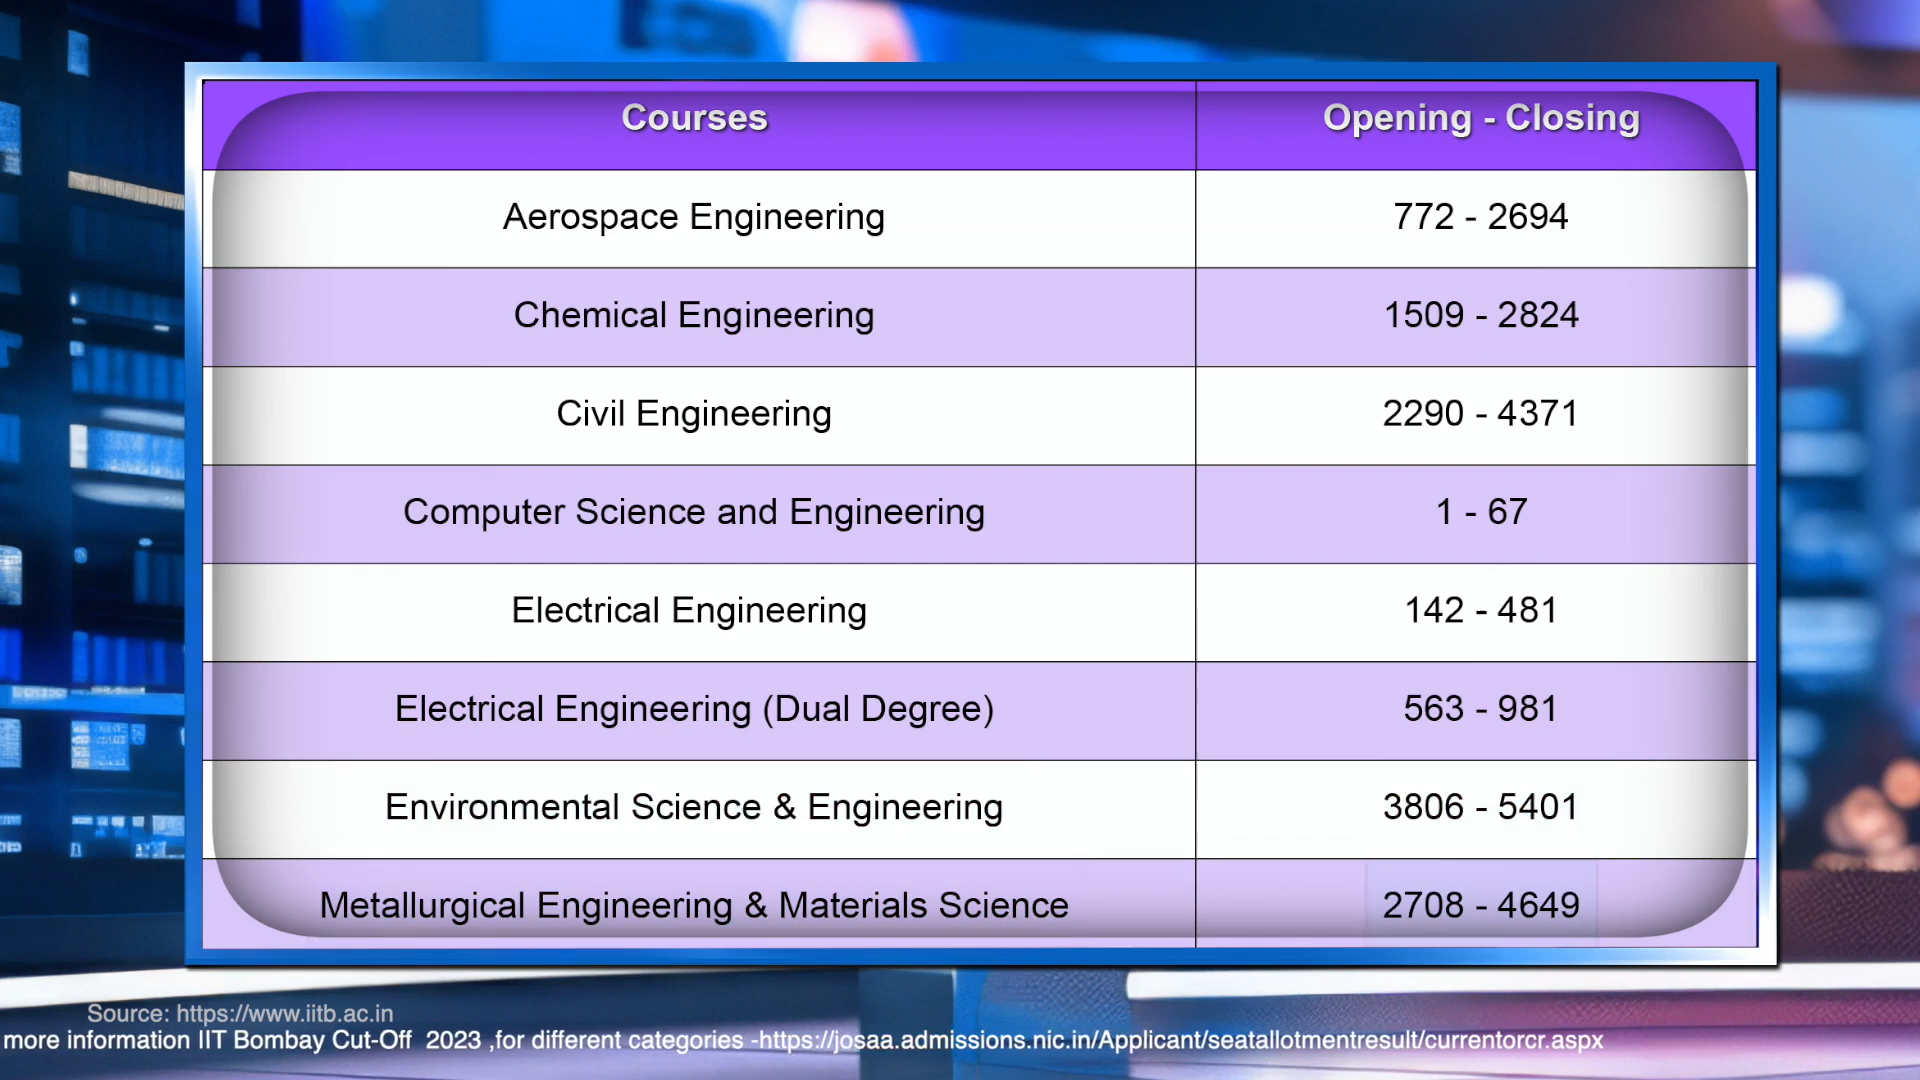 Courses Opening - Closing
Aerospace Engineering 772 - 2694
Chemical Engineering 1509 - 2824
Civil Engineering 2290 - 4371
Computer Science and Engineering 1 - 67
Electrical Engineering 142 - 481
Electrical Engineering (Dual Degree) 563 - 981
Environmental Science & Engineering 3806 - 5401
Metallurgical Engineering & Materials Science 2708 - 4649
Source: https://www.iitb.ac.in
more information IIT Bombay Cut-Off 2023 ,for different categories -https://josaa.admissions.nic.in/Applicant/seatallotmentresult/currentorcr.aspx